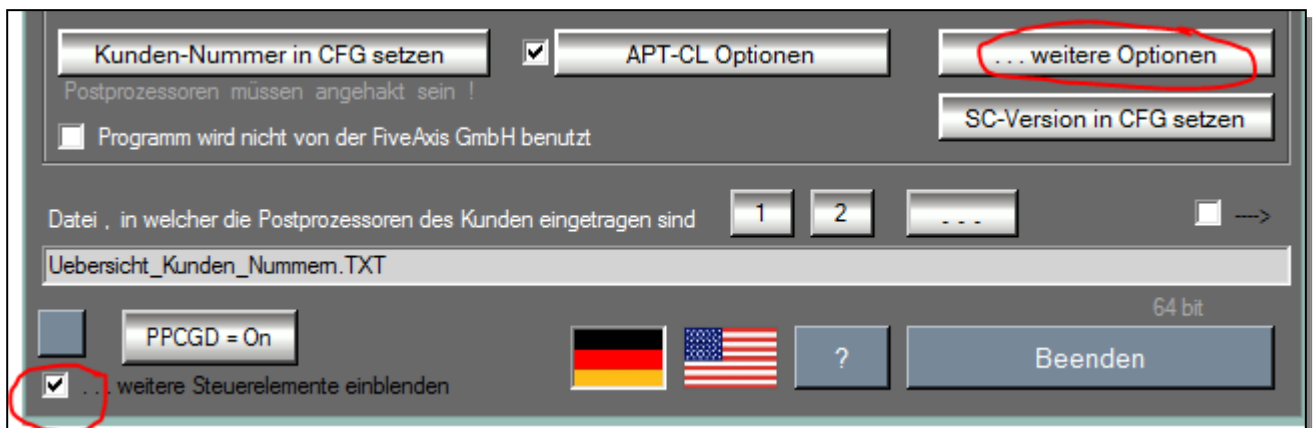 Kunden-Nummer in CFG setzen
APT-CL Optionen
. . . weitere Optionen
Postprozessoren müssen angehakt sein !
SC-Version in CFG setzen
Programm wird nicht von der FiveAxis GmbH benutzt
Datei , in welcher die Postprozessoren des Kunden eingetragen sind
1
2
. . .
--->
Uebersicht_Kunden_Nummern.TXT
64 bit
PPCGD = On
?
Beenden
. . . weitere Steuerelemente einblenden